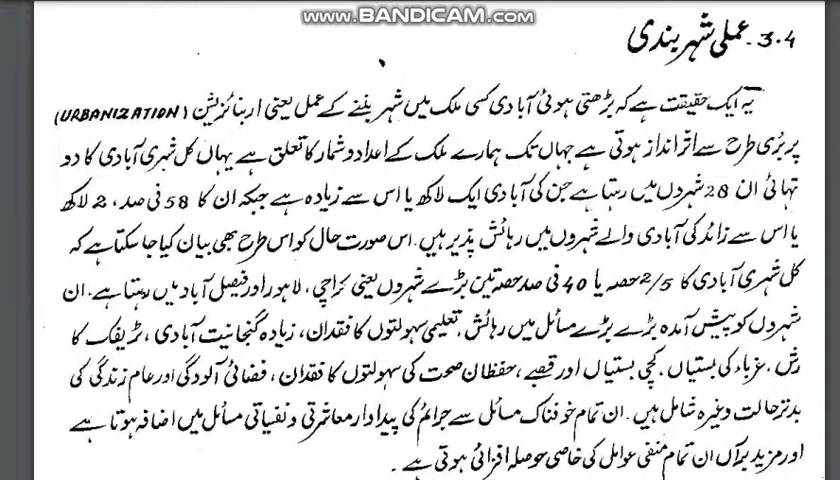 www.BANDICAM.com
3.4۔ عملی شہر بندی
یہ ایک حقیقت ہے کہ بڑھتی ہوئی آبادی کسی ملک میں شہر بننے کے عمل یعنی اربنائزیشن (URBANIZATION)
پر بُری طرح سے اثر انداز ہوتی ہے جہاں تک ہمارے ملک کے اعداد و شمار کا تعلق ہے یہاں کل شہری آبادی کا دو
تہائی ان 28 شہروں میں رہتا ہے جن کی آبادی ایک لاکھ یا اس سے زیادہ ہے جبکہ ان کا 58 فی صد، 2 لاکھ
یا اس سے زائد کی آبادی والے شہروں میں رہائش پذیر ہیں۔ اس صورت حال کو اس طرح بھی بیان کیا جا سکتا ہے کہ
کل شہری آبادی کا 2/5 حصہ یا 40 فی صد حصہ تین بڑے شہروں یعنی کراچی، لاہور اور فیصل آباد میں رہتا ہے۔ ان
شہروں کو پیش آمدہ بڑے بڑے مسائل میں رہائش، تعلیمی سہولتوں کا فقدان، زیادہ گنجانیت آبادی، ٹریفک کا
رش، غرباء کی بستیاں، کچی بستیاں اور قصبے، حفظان صحت کی سہولتوں کا فقدان، فضائی آلودگی اور عام زندگی کی
بدتر حالت وغیرہ شامل ہیں۔ ان تمام خوفناک مسائل سے جرائم کی پیداوار معاشرتی و نفسیاتی مسائل میں اضافہ ہوتا ہے
اور مزید برآں ان تمام منفی عوامل کی خاصی حوصلہ افزائی ہوتی ہے۔